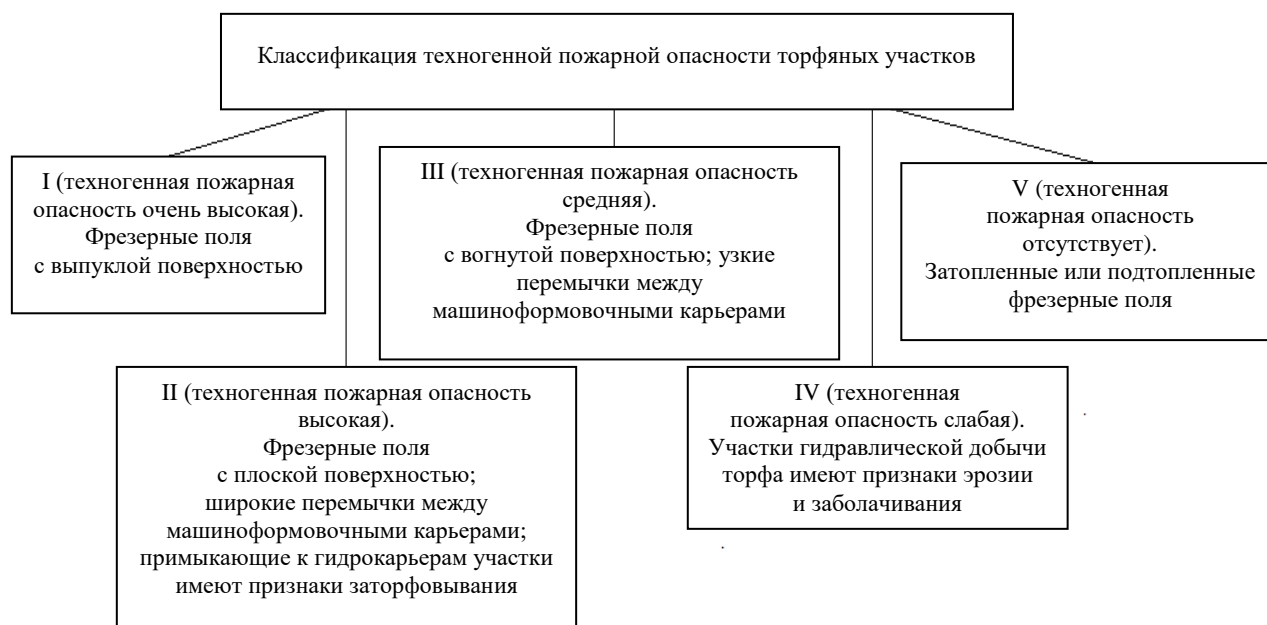 Классификация техногенной пожарной опасности торфяных участков
I (техногенная пожарная
опасность очень высокая).
Фрезерные поля
с выпуклой поверхностью
III (техногенная пожарная опасность
средняя).
Фрезерные поля
с вогнутой поверхностью; узкие
перемычки между
машиноформовочными карьерами
V (техногенная
пожарная опасность
отсутствует).
Затопленные или подтопленные
фрезерные поля
II (техногенная пожарная опасность
высокая).
Фрезерные поля
с плоской поверхностью;
широкие перемычки между
машиноформовочными карьерами;
примыкающие к гидрокарьерам участки
имеют признаки заторфовывания
IV (техногенная
пожарная опасность слабая).
Участки гидравлической добычи
торфа имеют признаки эрозии
и заболачивания